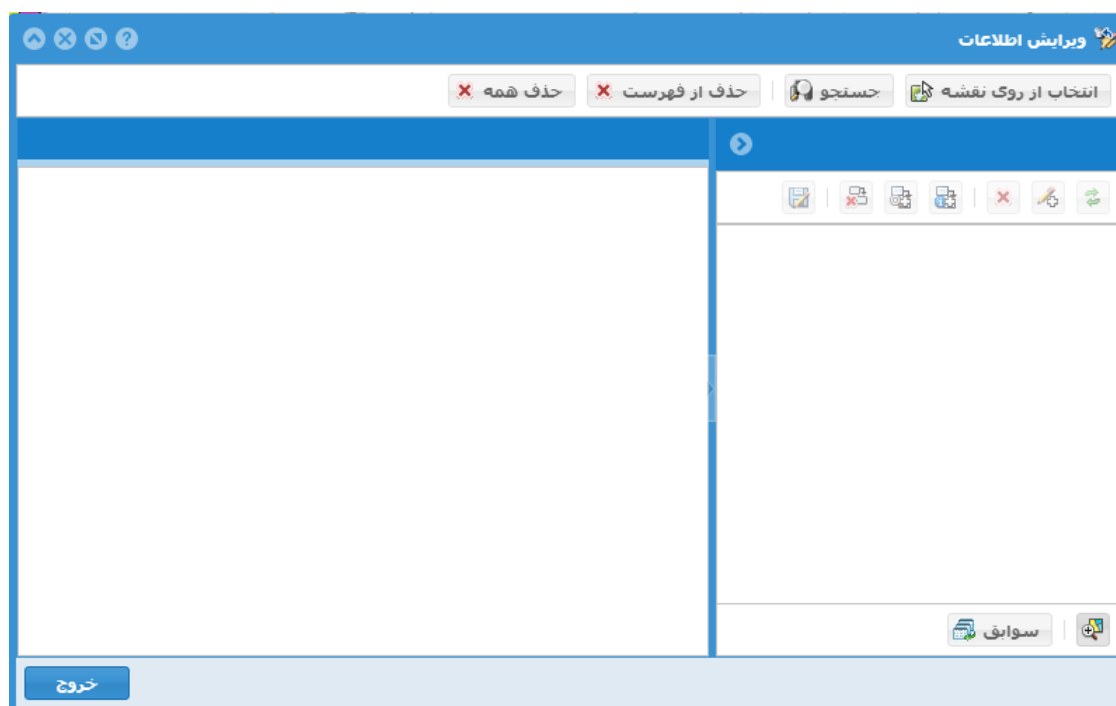 ویرایش اطلاعات
انتخاب از روی نقشه جستجو حذف از فهرست حذف همه
سوابق
خروج